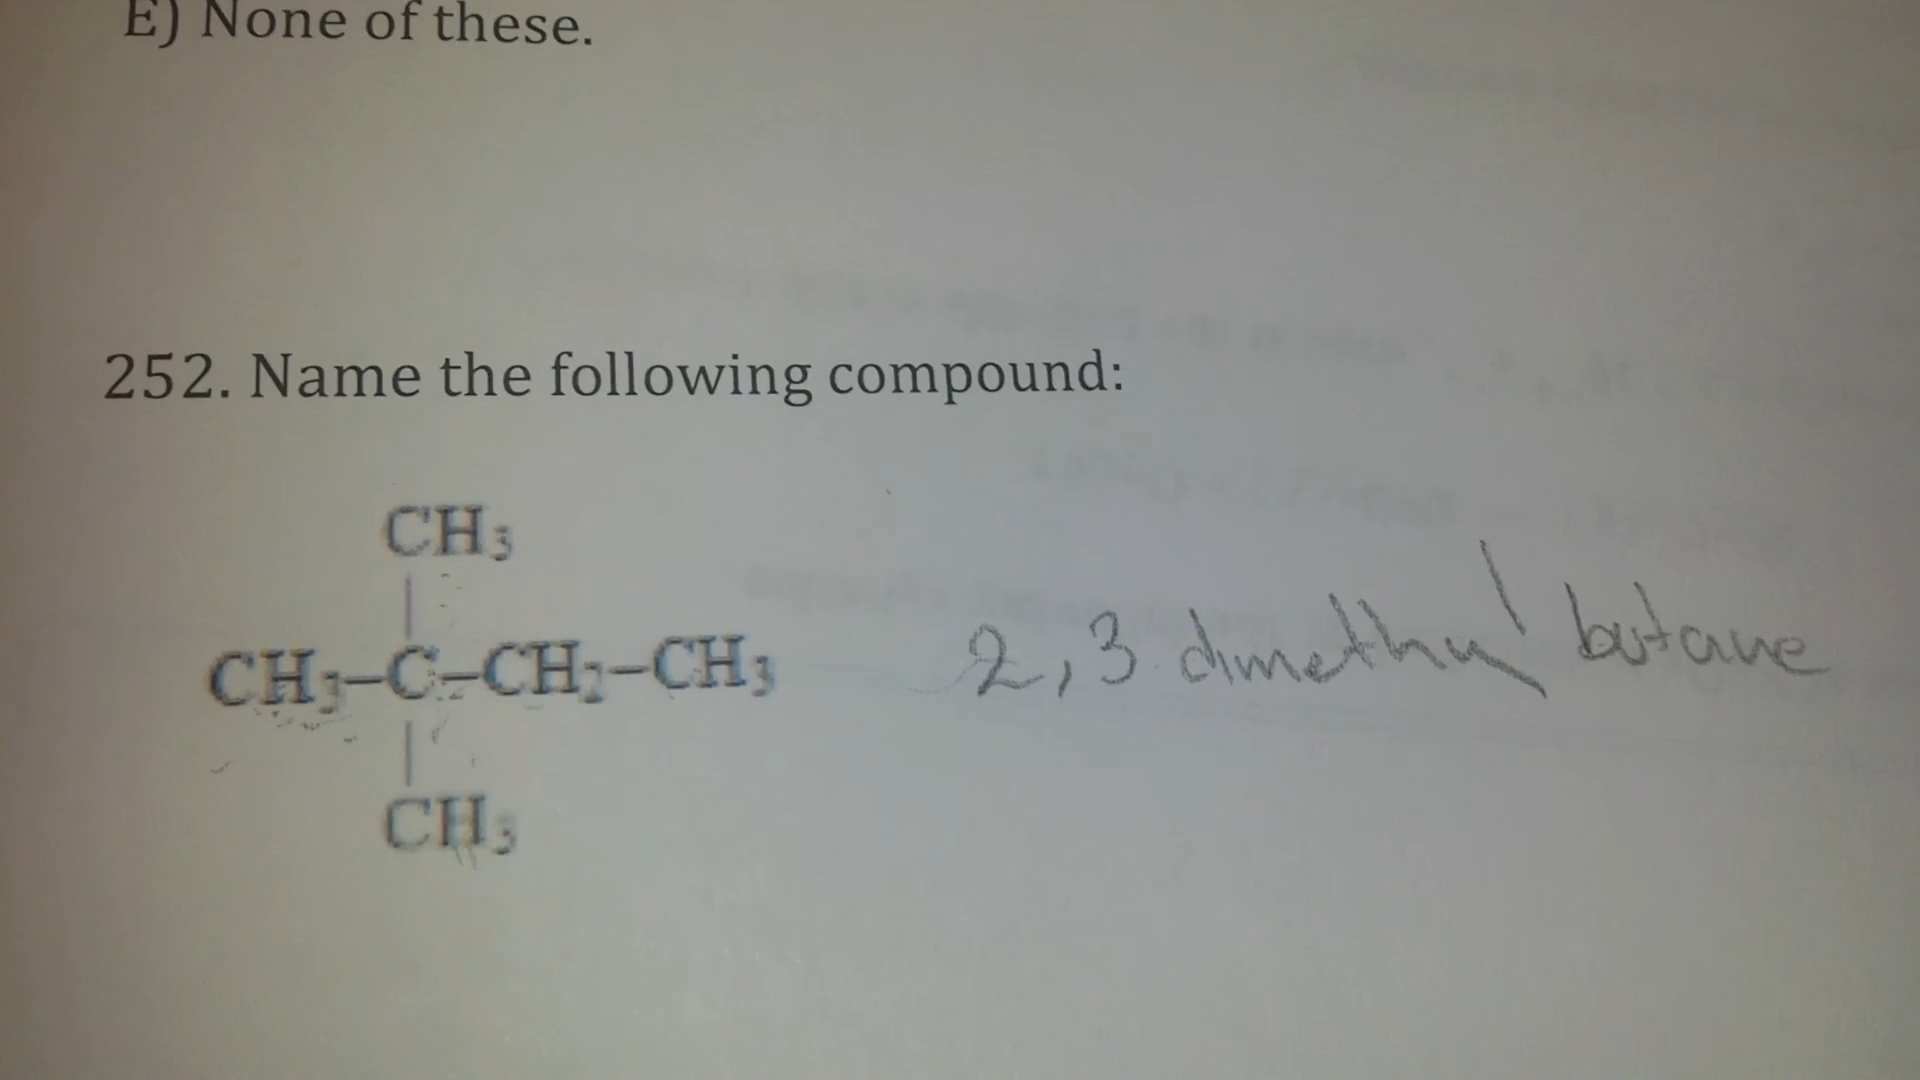 E) None of these.
252. Name the following compound:
CH₃
|
CH₃–C–CH₂–CH₃
|
CH₃
2,3 dimethyl butane